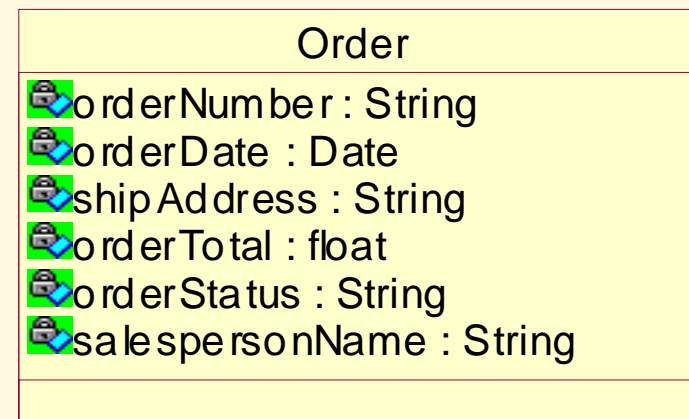 Order
orderNumber : String
orderDate : Date
shipAddress : String
orderTotal : float
orderStatus : String
salespersonName : String